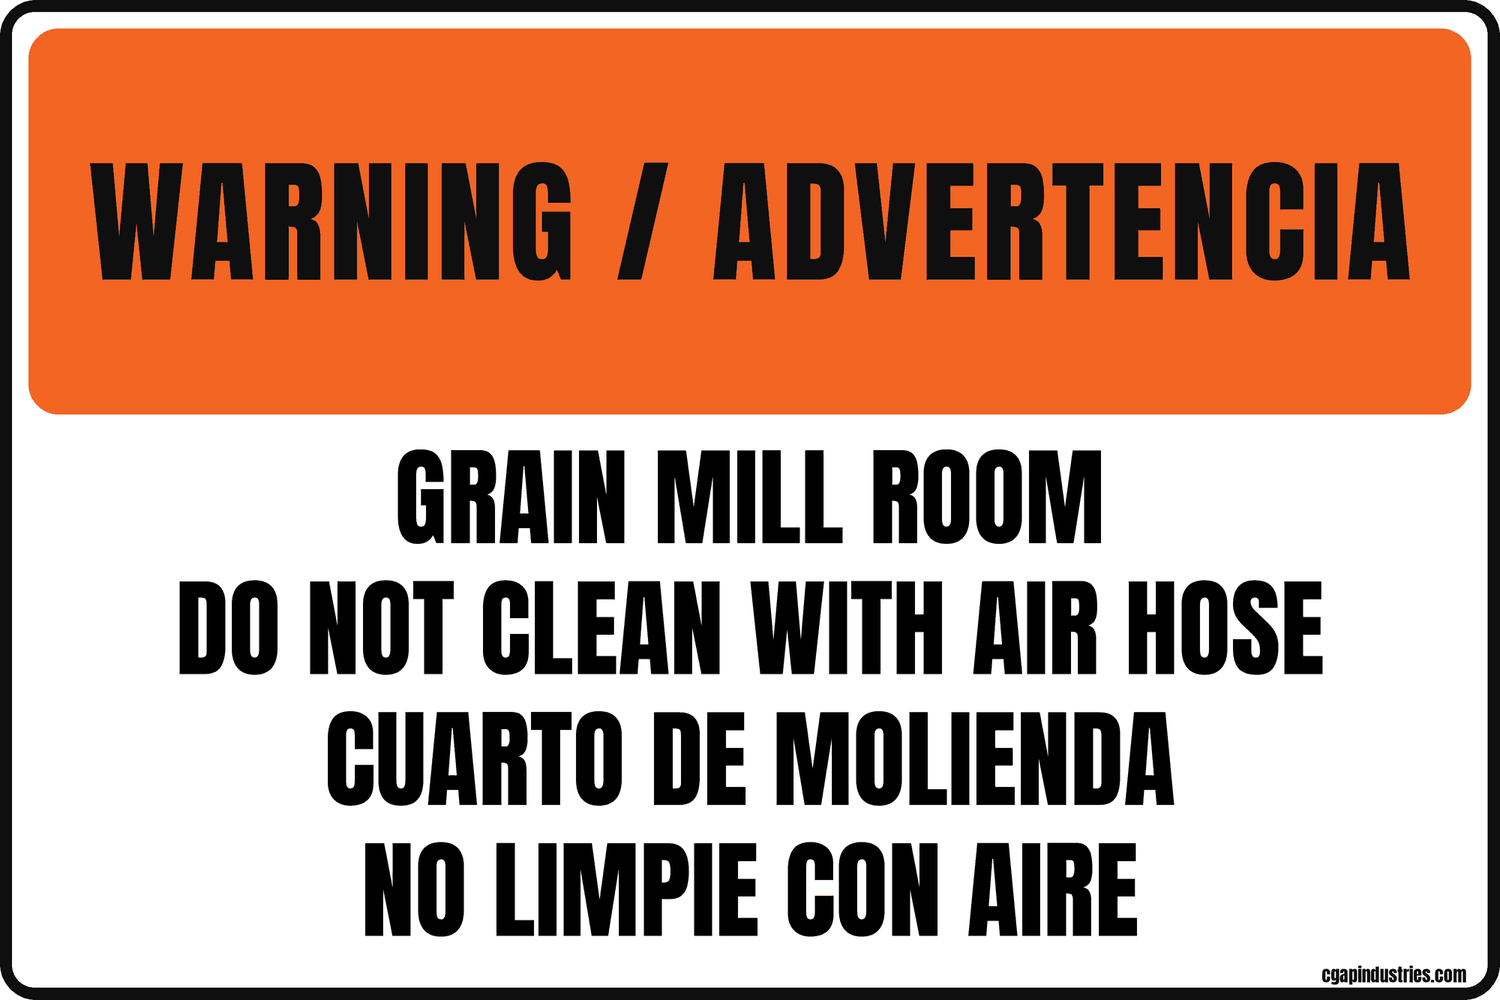 WARNING / ADVERTENCIA
GRAIN MILL ROOM
DO NOT CLEAN WITH AIR HOSE
CUARTO DE MOLIENDA
NO LIMPIE CON AIRE
cgapindustries.com